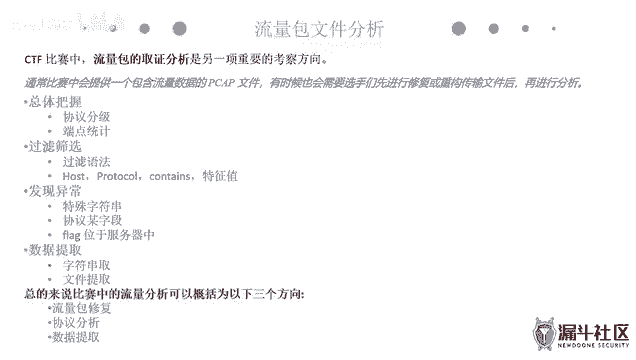 流量包文件分析
CTF 比赛中，流量包的取证分析是另一项重要的考察方向。
通常比赛中会提供一个包含流量数据的 PCAP 文件，有时候也会需要选手们先进行修复或重构传输文件后，再进行分析。
•总体把握
• 协议分级
• 端点统计
•过滤筛选
• 过滤语法
• Host，Protocol，contains，特征值
•发现异常
• 特殊字符串
• 协议某字段
• flag 位于服务器中
•数据提取
• 字符串取
• 文件提取
总的来说比赛中的流量分析可以概括为以下三个方向:
•流量包修复
•协议分析
•数据提取
漏斗社区
NEWDOONE SECURITY